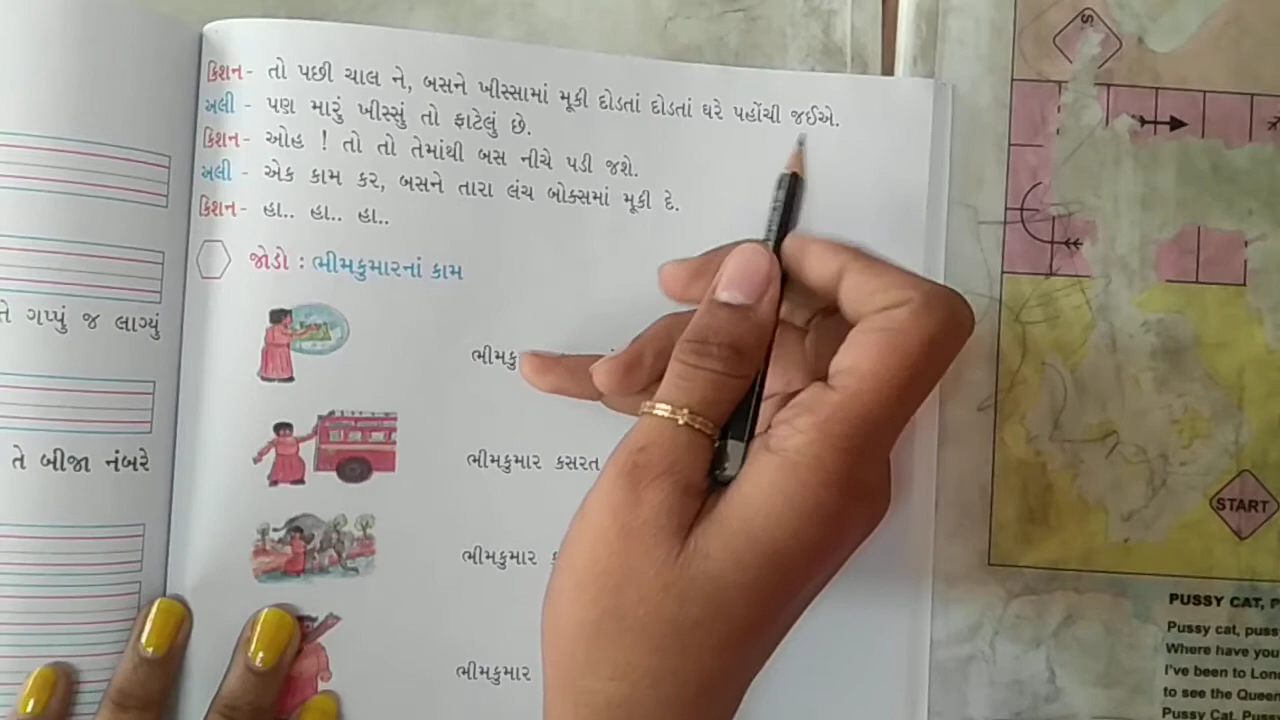 કિશન - તો પછી ચાલ ને, બસને ખીસ્સામાં મૂકી દોડતાં દોડતાં ઘરે પહોંચી જઈએ.
અલી - પણ મારું ખીસ્સું તો ફાટેલું છે.
કિશન - ઓહ ! તો તો તેમાંથી બસ નીચે પડી જશે.
અલી - એક કામ કર, બસને તારા લંચ બોક્સમાં મૂકી દે.
કિશન - હા.. હા.. હા..
જોડો : ભીમકુમારનાં કામ
ભીમકુમાર કસરત
ભીમકુમાર
ભીમકુમાર
ગપ્પું જ લાગ્યું
તે બીજા નંબરે
START
PUSSY CAT,
Pussy cat,
Where have you
I've been to
to see the Queen
Pussy Cat,